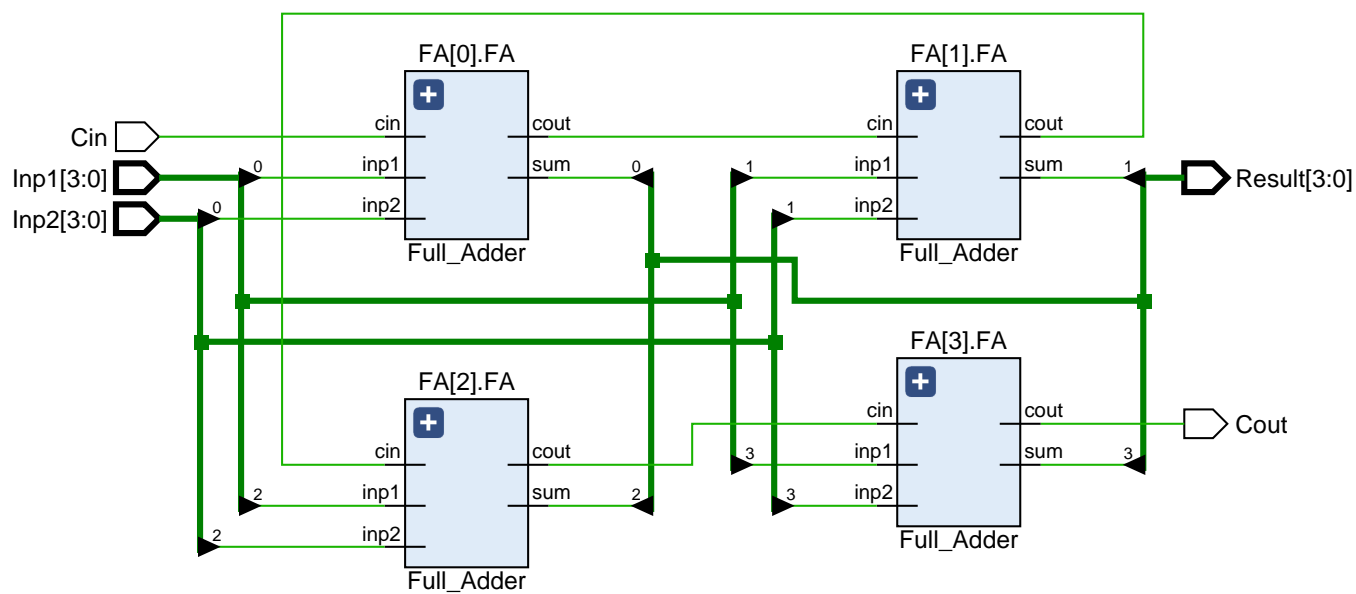 FA[0].FA
FA[1].FA
Cin
cin
cout
cin
cout
Inp1[3:0]
0
inp1
sum
0
1
inp1
sum
1
Result[3:0]
Inp2[3:0]
0
inp2
1
inp2
Full_Adder
Full_Adder
FA[3].FA
FA[2].FA
cin
cout
Cout
cin
cout
3
inp1
sum
3
2
inp1
sum
2
3
inp2
2
inp2
Full_Adder
Full_Adder